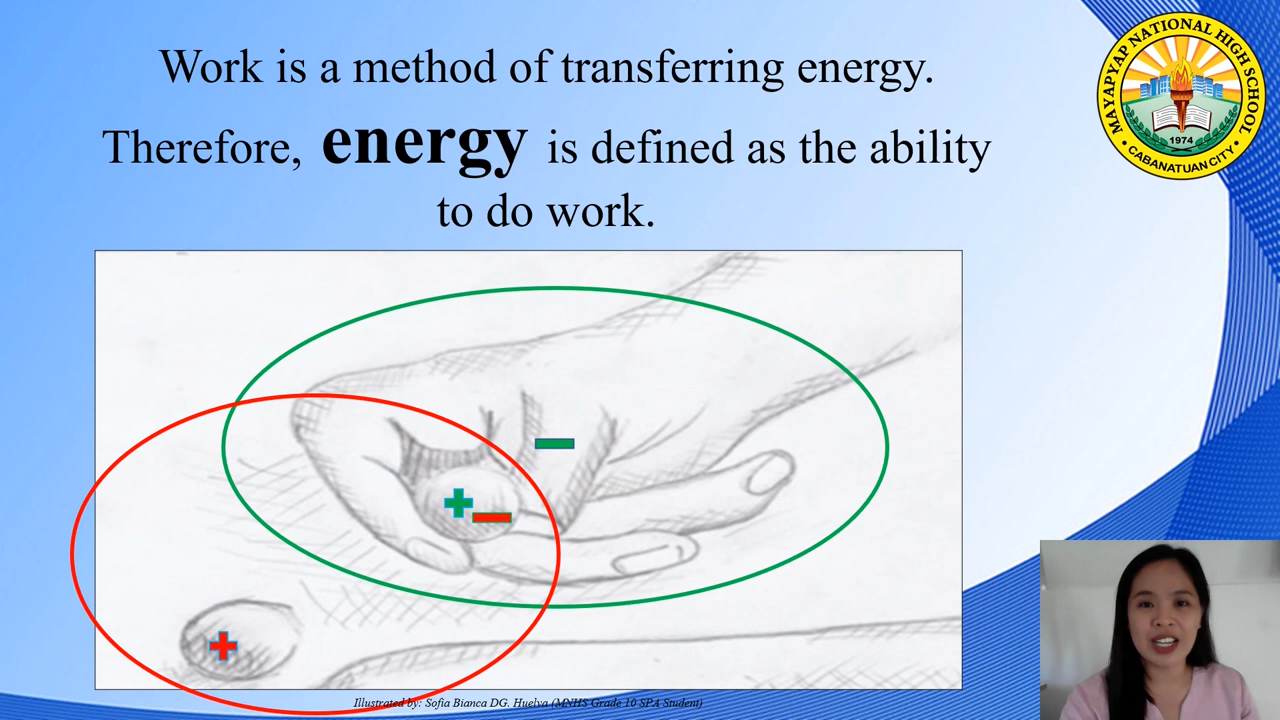 Work is a method of transferring energy.
Therefore, energy is defined as the ability
to do work.
MAYAPYAP NATIONAL HIGH SCHOOL
1974
• CABANATUAN CITY •
Illustrated by: Sofia Bianca DG. Huelva (MNHS Grade 10 SPA Student)